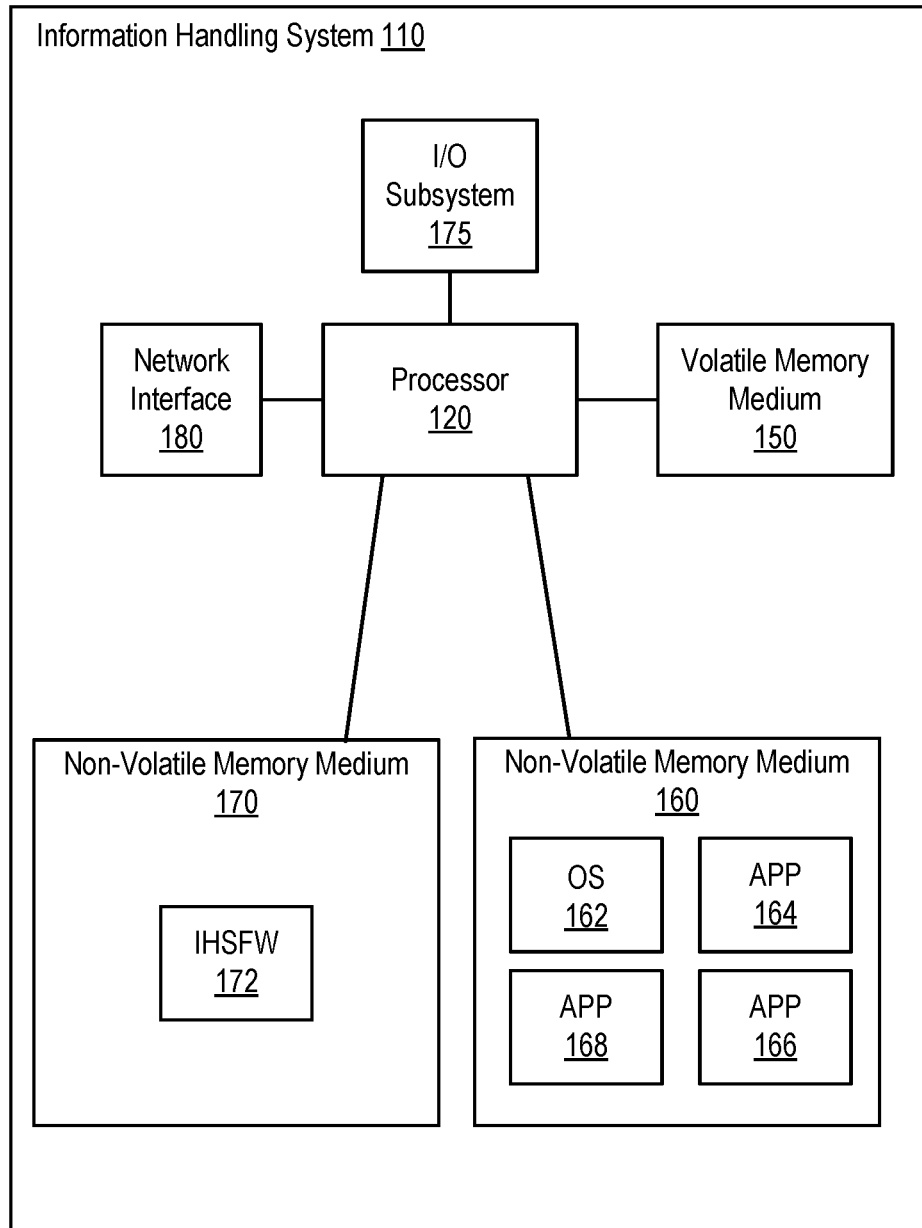 Information Handling System 110
I/O
Subsystem
175
Network
Interface
180
Processor
120
Volatile Memory
Medium
150
Non-Volatile Memory Medium
170
IHSFW
172
Non-Volatile Memory Medium
160
OS
162
APP
164
APP
168
APP
166